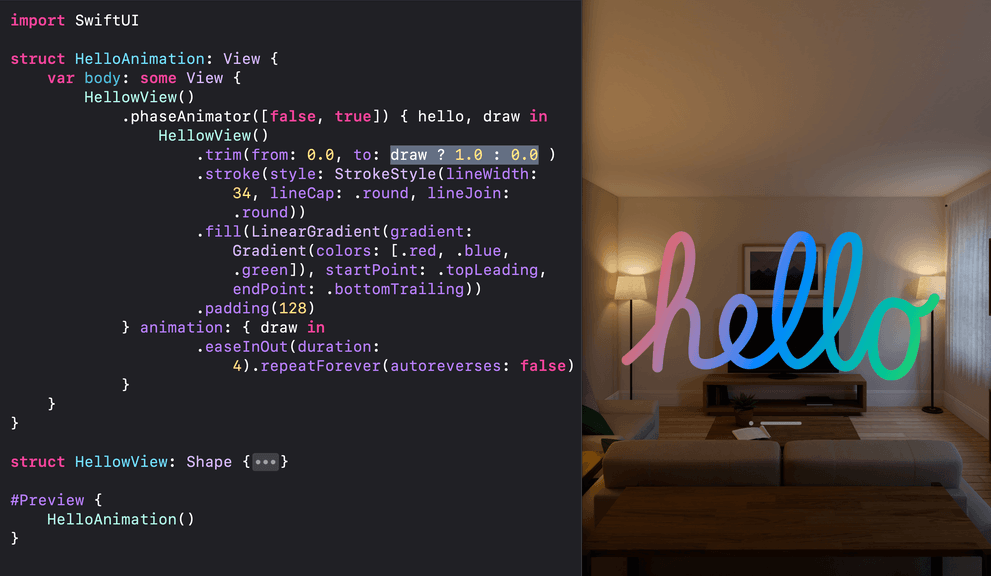 import SwiftUI
struct HelloAnimation: View {
var body: some View {
HellowView()
.phaseAnimator([false, true]) { hello, draw in
HellowView()
.trim(from: 0.0, to: draw ? 1.0 : 0.0 )
.stroke(style: StrokeStyle(lineWidth:
34, lineCap: .round, lineJoin:
.round))
.fill(LinearGradient(gradient:
Gradient(colors: [.red, .blue,
.green]), startPoint: .topLeading,
endPoint: .bottomTrailing))
.padding(128)
} animation: { draw in
.easeInOut(duration:
4).repeatForever(autoreverses: false)
}
}
}
struct HellowView: Shape {•••}
#Preview {
HelloAnimation()
}
hello